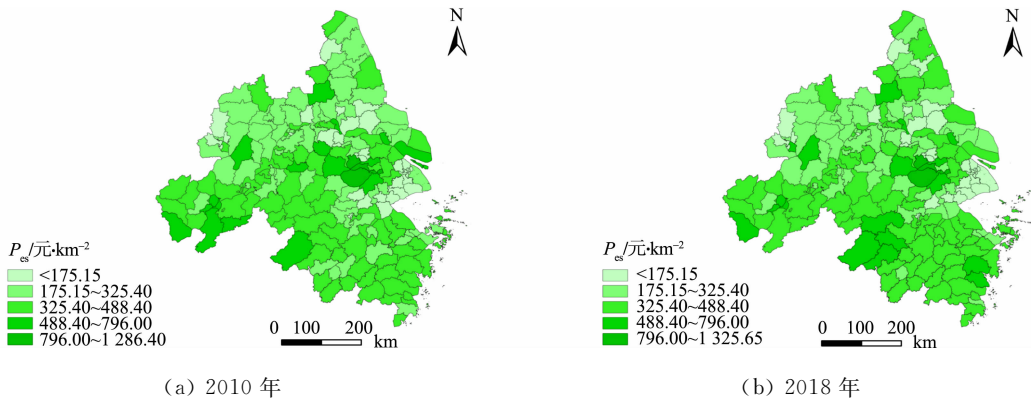 N
P_es/元·km⁻²
<175.15
175.15~325.40
325.40~488.40
488.40~796.00
796.00~1 286.40
0 100 200
km
(a) 2010 年
N
P_es/元·km⁻²
<175.15
175.15~325.40
325.40~488.40
488.40~796.00
796.00~1 325.65
0 100 200
km
(b) 2018 年